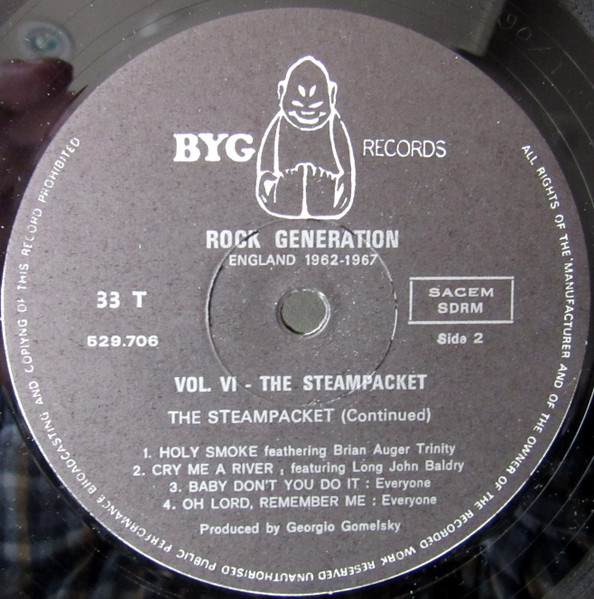 BYG RECORDS
ROCK GENERATION
ENGLAND 1962-1967
33 T
529.706
SACEM
SDRM
Side 2
VOL. VI - THE STEAMPACKET
THE STEAMPACKET (Continued)
1. HOLY SMOKE feathering Brian Auger Trinity
2. CRY ME A RIVER ; featuring Long John Baldry
3. BABY DON'T YOU DO IT : Everyone
4. OH LORD, REMEMBER ME : Everyone
Produced by Georgio Gomelsky
ALL RIGHTS OF THE MANUFACTURER AND OF THE OWNER OF THE RECORDED WORK RESERVED UNAUTHORISED PUBLIC PERFORMANCE BROADCASTING AND COPIYNG OF THIS RECORD PROHIBITED